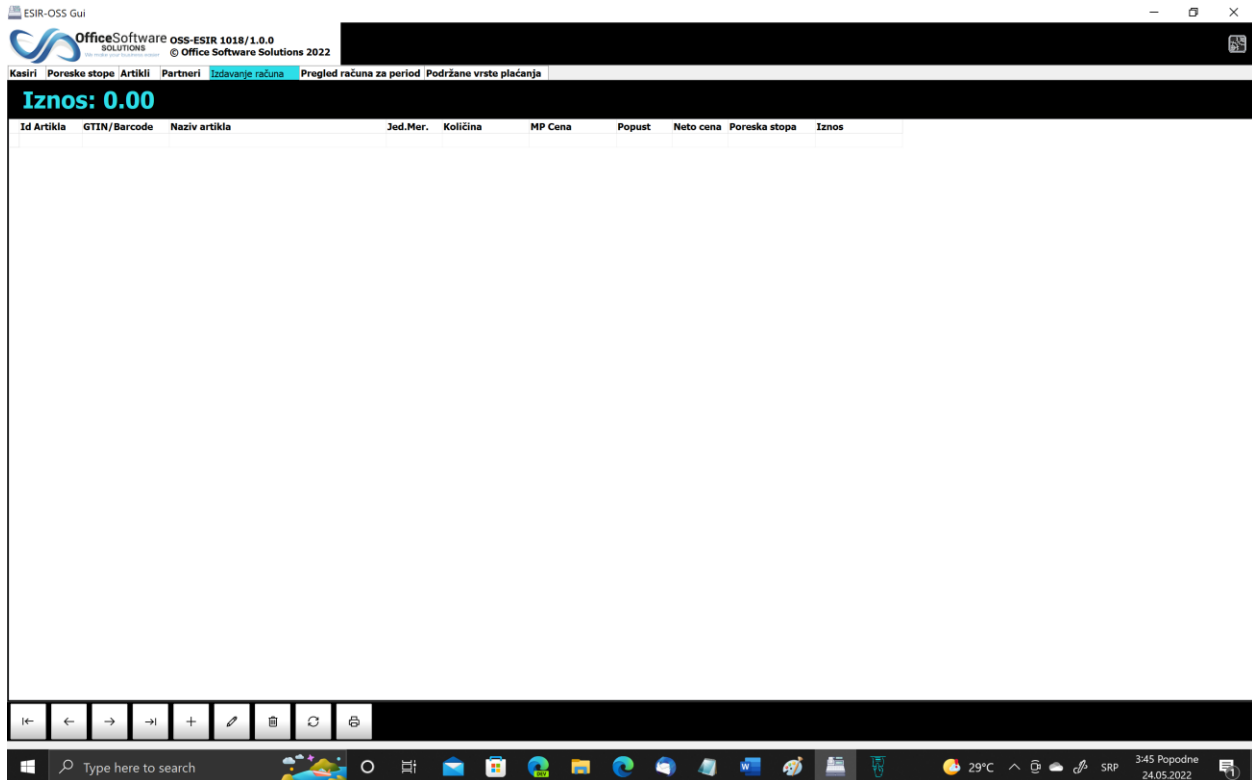 ESIR-OSS Gui
OfficeSoftware
SOLUTIONS
OSS-ESIR 1018/1.0.0
© Office Software Solutions 2022
Kasiri Poreske stope Artikli Partneri Izdavanje računa Pregled računa za period Podržane vrste plaćanja
Iznos: 0.00
Id Artikla GTIN/Barcode Naziv artikla Jed.Mer. Količina MP Cena Popust Neto cena Poreska stopa Iznos
Type here to search
DEV
29°C
SRP
3:45 Popodne
24.05.2022